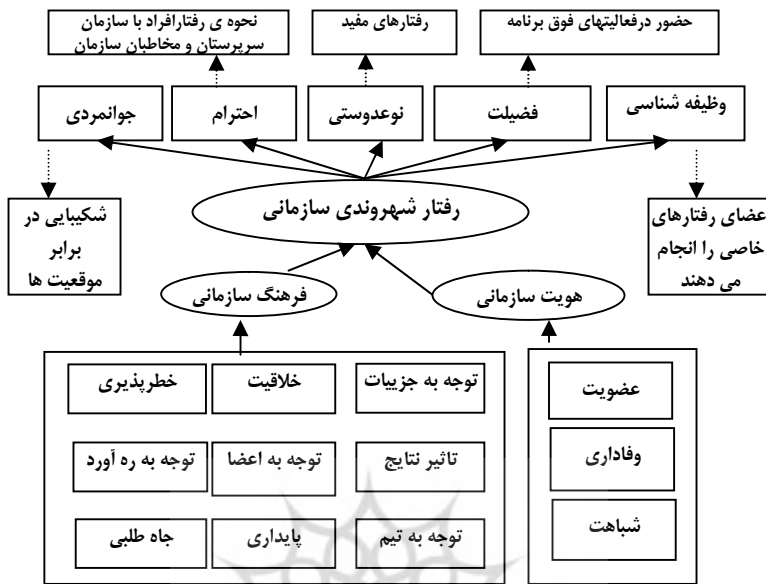 حضور درفعالیتهای فوق برنامه
رفتارهای مفید
نحوه ی رفتارافراد با سازمان
سرپرستان و مخاطبان سازمان
وظیفه شناسی
فضیلت
نوعدوستی
احترام
جوانمردی
رفتار شهروندی سازمانی
عضای رفتارهای
خاصی را انجام
می دهند
شکیبایی در
برابر
موقعیت ها
هویت سازمانی
فرهنگ سازمانی
عضویت
وفاداری
شباهت
توجه به جزییات
خلاقیت
خطرپذیری
تاثیر نتایج
توجه به اعضا
توجه به ره آورد
توجه به تیم
پایداری
جاه طلبی